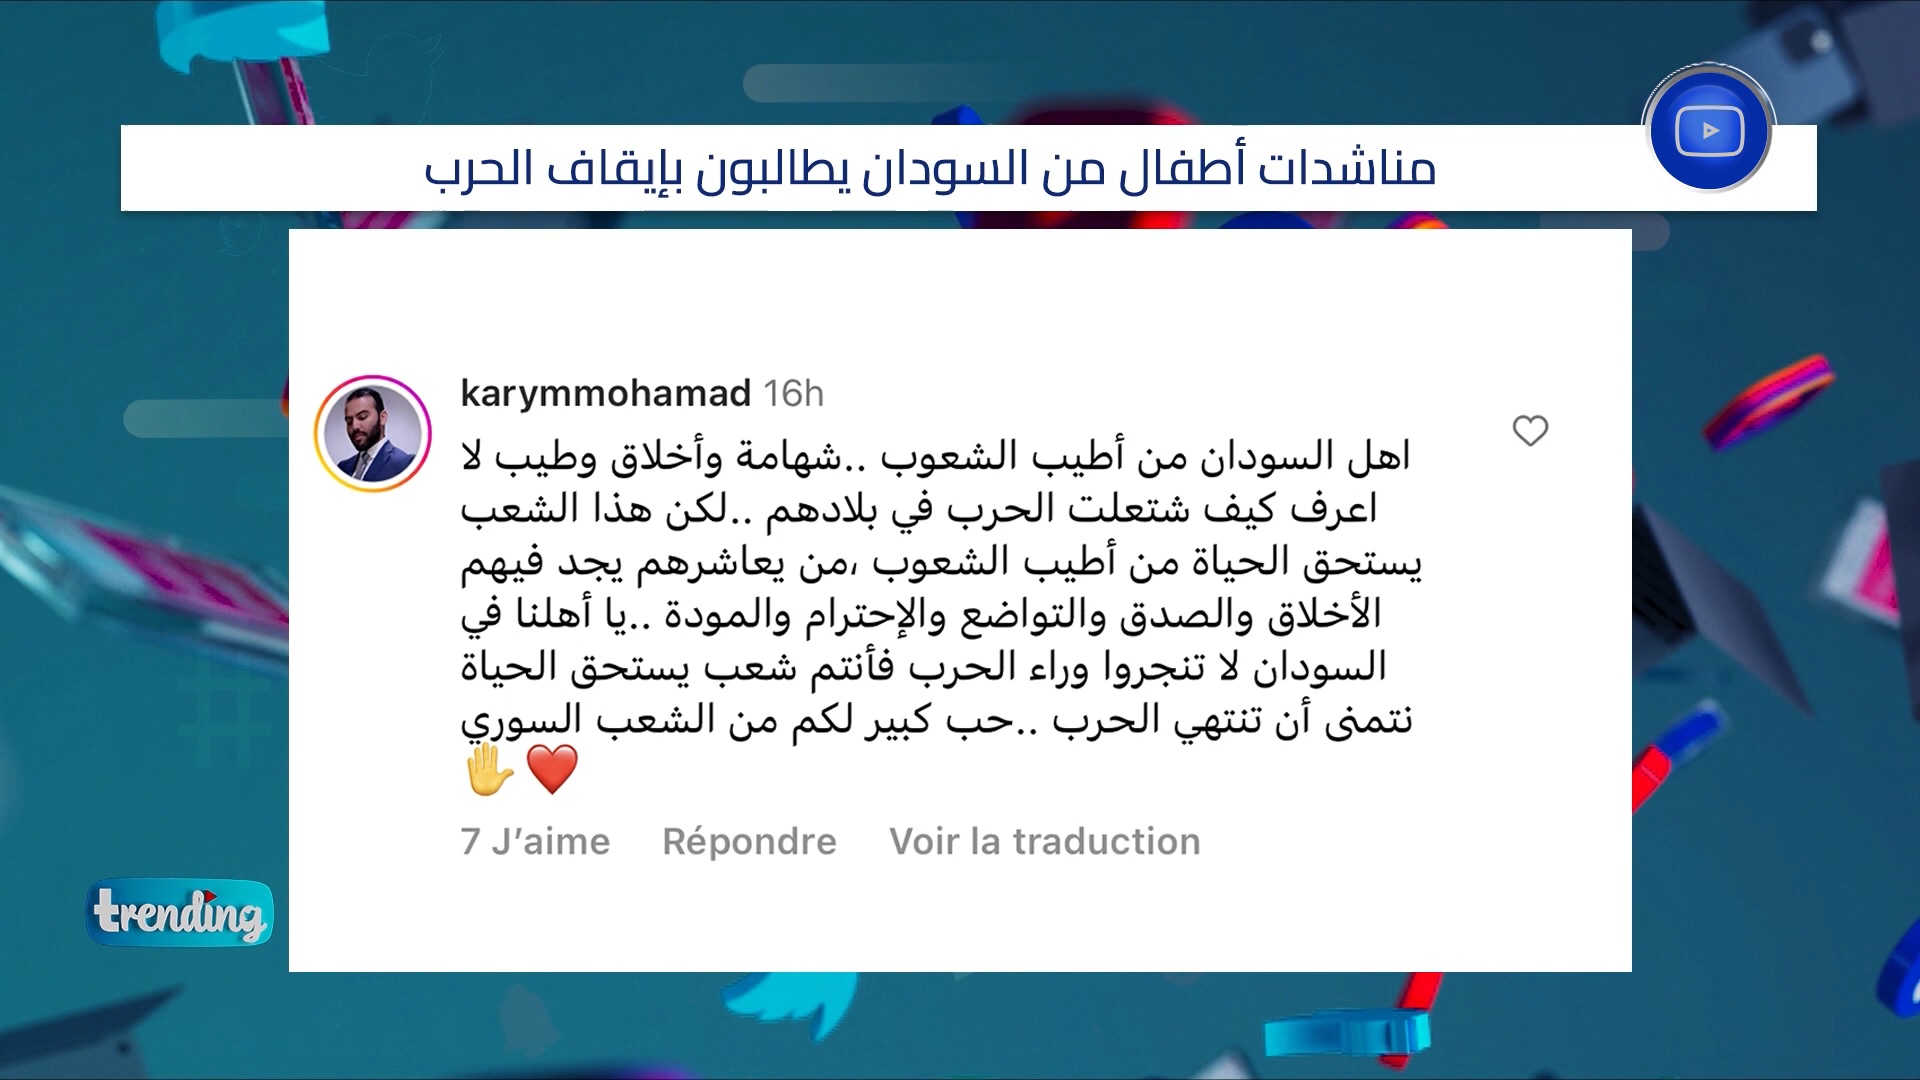 مناشدات أطفال من السودان يطالبون بإيقاف الحرب
karymmohamad 16h
اهل السودان من أطيب الشعوب ..شهامة وأخلاق وطيب لا
اعرف كيف شتعلت الحرب في بلادهم ..لكن هذا الشعب
يستحق الحياة من أطيب الشعوب ،من يعاشرهم يجد فيهم
الأخلاق والصدق والتواضع والإحترام والمودة ..يا أهلنا في
السودان لا تنجروا وراء الحرب فأنتم شعب يستحق الحياة
نتمنى أن تنتهي الحرب ..حب كبير لكم من الشعب السوري
❤️✋
7 J’aime Répondre Voir la traduction
trending